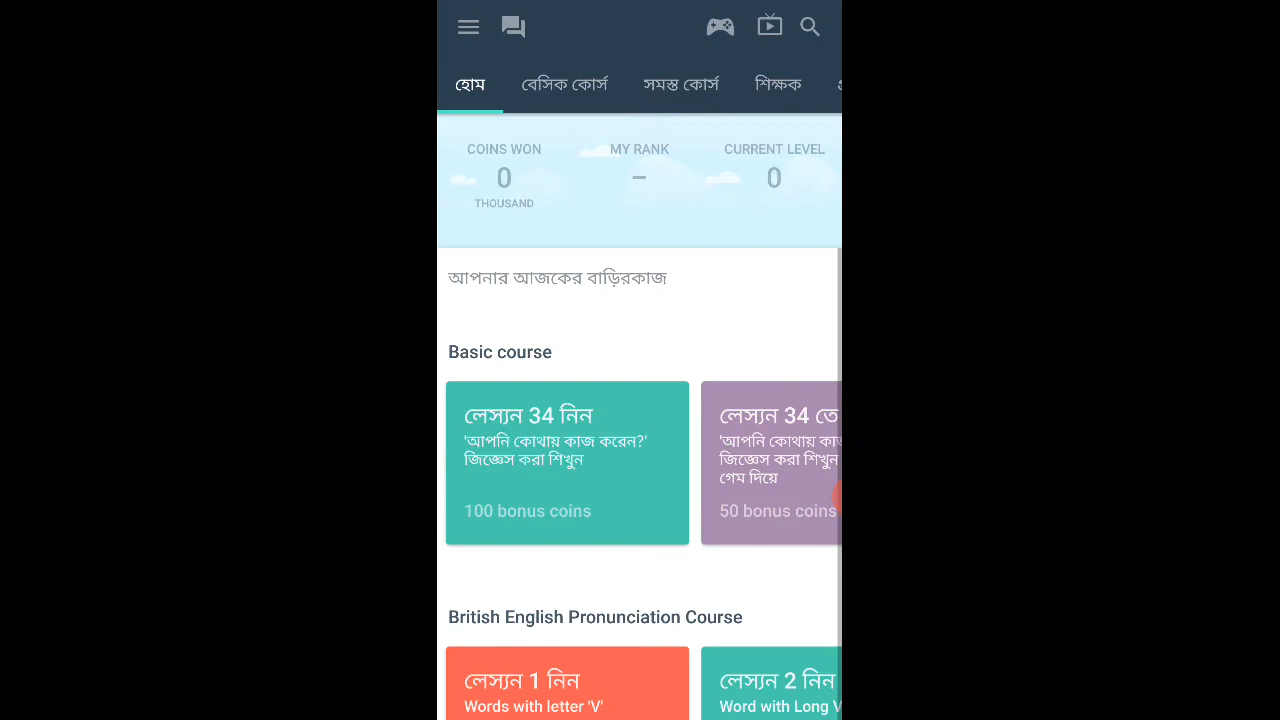 হোম বেসিক কোর্স সমস্ত কোর্স শিক্ষক
COINS WON MY RANK CURRENT LEVEL
0 – 0
THOUSAND
আপনার আজকের বাড়িরকাজ
Basic course
লেস্যন 34 নিন
'আপনি কোথায় কাজ করেন?'
জিজ্ঞেস করা শিখুন
100 bonus coins
লেস্যন 34 তে
'আপনি কোথায়
জিজ্ঞেস করা শিখুন
গেম দিয়ে
50 bonus coins
British English Pronunciation Course
লেস্যন 1 নিন
Words with letter 'V'
লেস্যন 2 নিন
Word with Long V